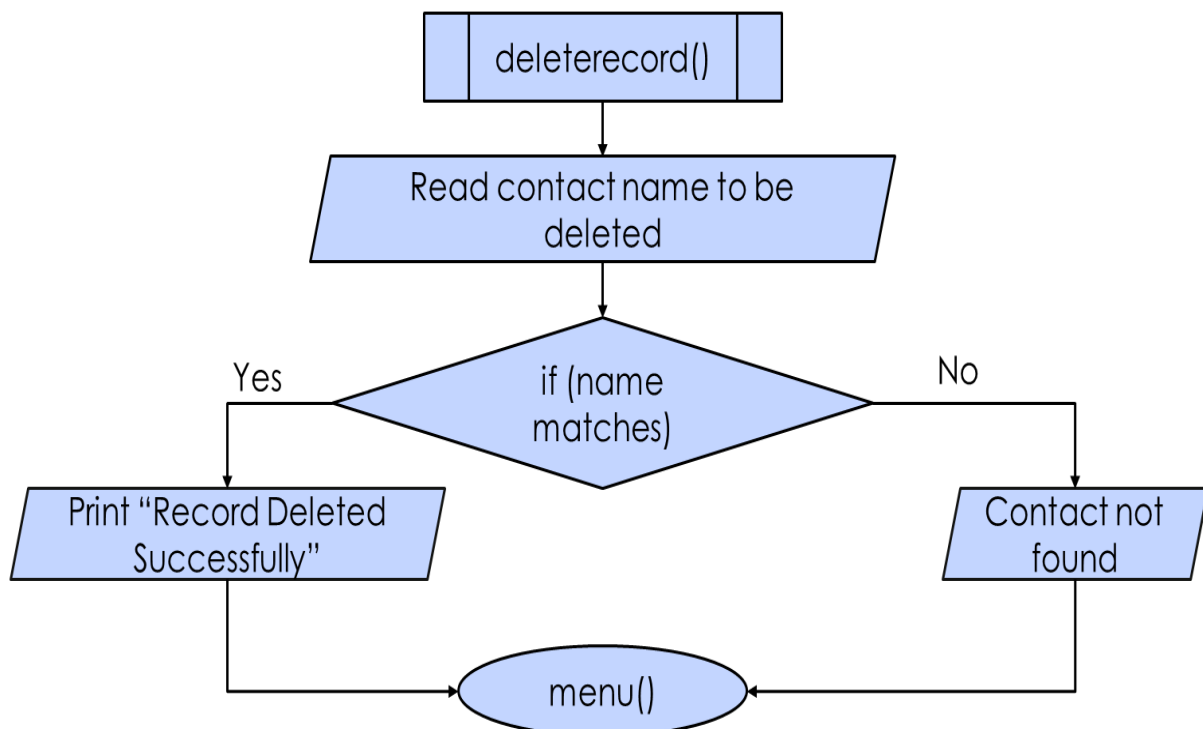 deleterecord()
Read contact name to be
deleted
if (name
matches)
Yes
No
Print “Record Deleted
Successfully”
Contact not
found
menu()